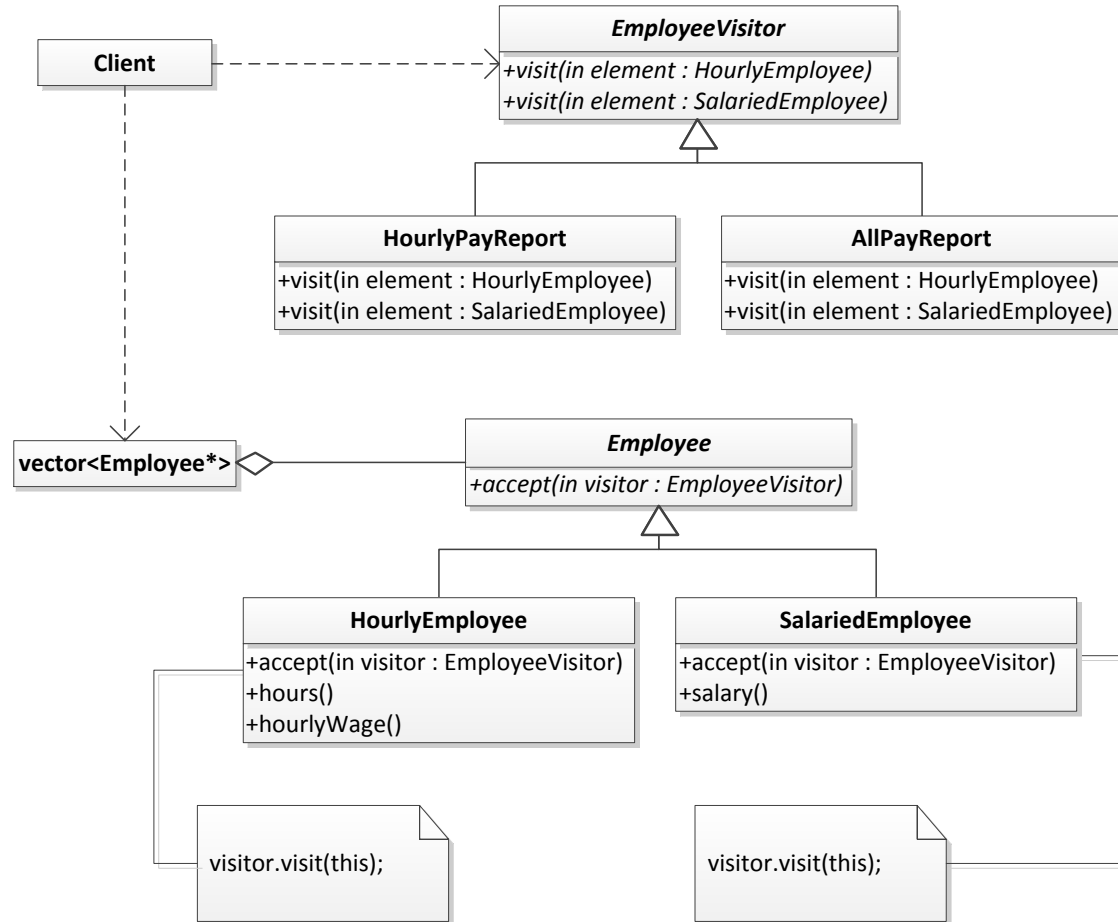 Client
EmployeeVisitor
+visit(in element : HourlyEmployee)
+visit(in element : SalariedEmployee)
HourlyPayReport
+visit(in element : HourlyEmployee)
+visit(in element : SalariedEmployee)
AllPayReport
+visit(in element : HourlyEmployee)
+visit(in element : SalariedEmployee)
vector<Employee*>
Employee
+accept(in visitor : EmployeeVisitor)
HourlyEmployee
+accept(in visitor : EmployeeVisitor)
+hours()
+hourlyWage()
SalariedEmployee
+accept(in visitor : EmployeeVisitor)
+salary()
visitor.visit(this);
visitor.visit(this);